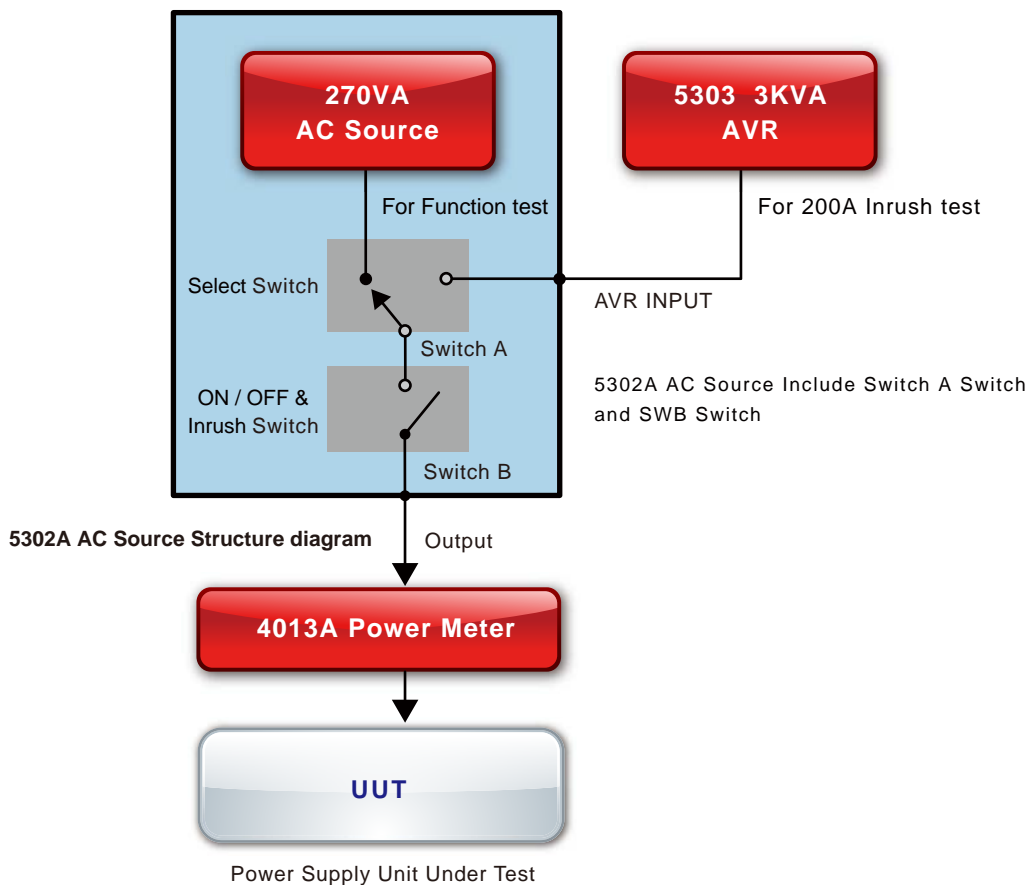 270VA
AC Source
5303 3KVA
AVR
For Function test
For 200A Inrush test
Select Switch
AVR INPUT
Switch A
ON / OFF &
Inrush Switch
5302A AC Source Include Switch A Switch
and SWB Switch
Switch B
5302A AC Source Structure diagram
Output
4013A Power Meter
UUT
Power Supply Unit Under Test